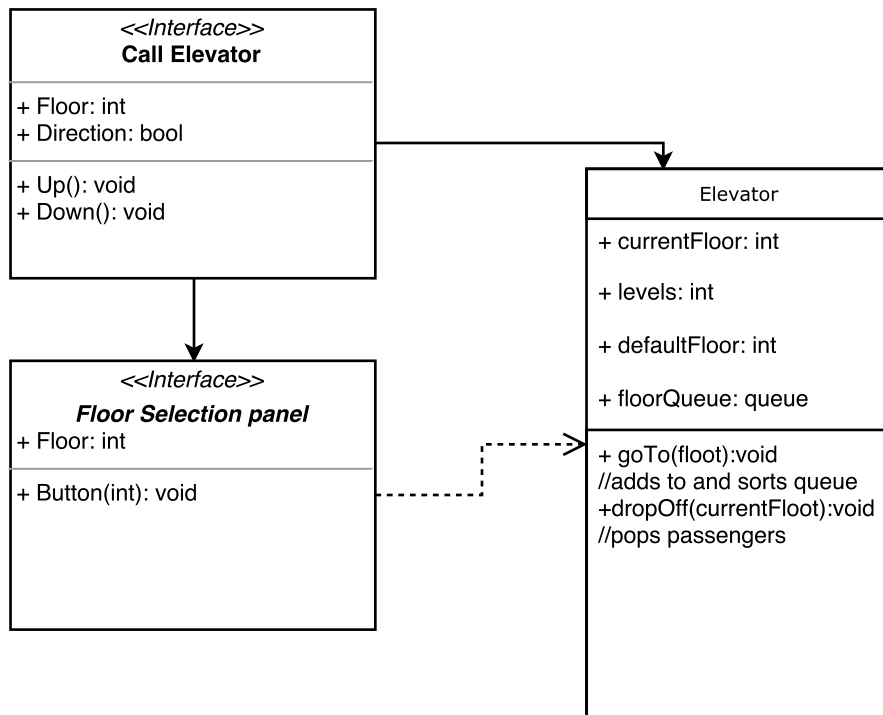 <<Interface>>
Call Elevator
+ Floor: int
+ Direction: bool
+ Up(): void
+ Down(): void
<<Interface>>
Floor Selection panel
+ Floor: int
+ Button(int): void
Elevator
+ currentFloor: int
+ levels: int
+ defaultFloor: int
+ floorQueue: queue
+ goTo(floot):void
//adds to and sorts queue
+dropOff(currentFloot):void
//pops passengers